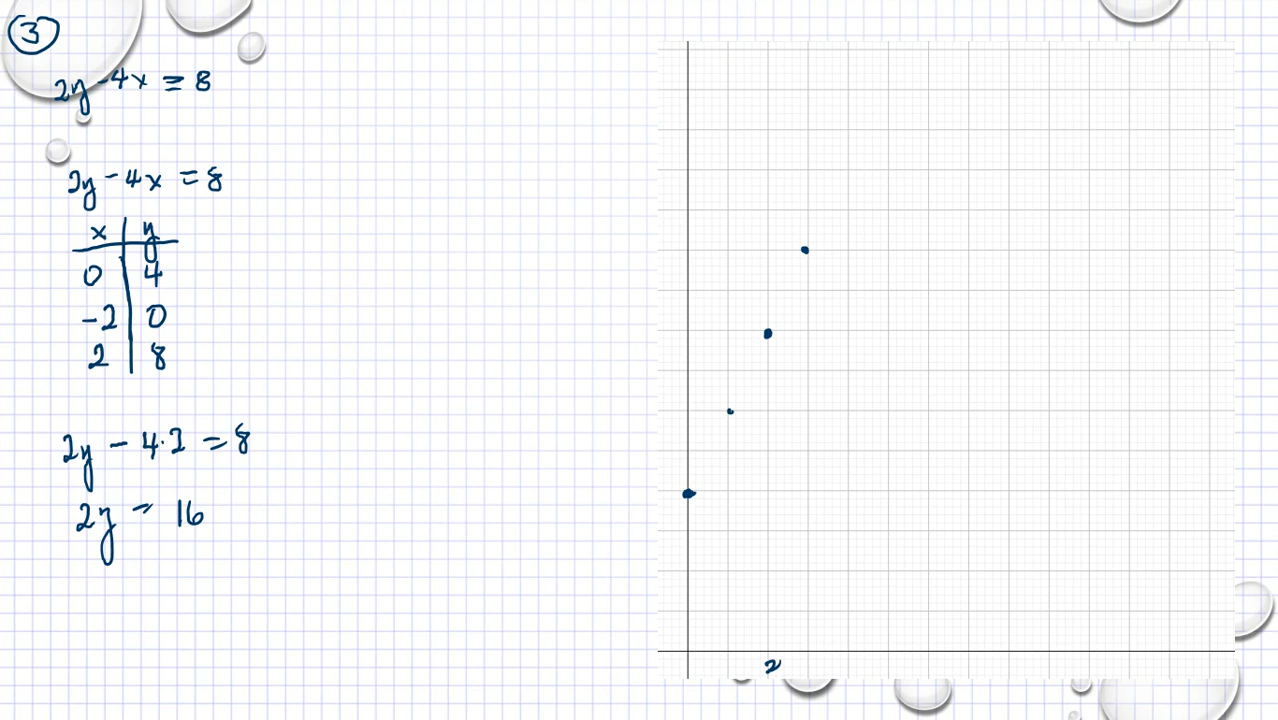 3
2y - 4x ≥ 8
2y - 4x = 8
x | y
0 | 4
-2 | 0
2 | 8
2y - 4·2 = 8
2y = 16
2